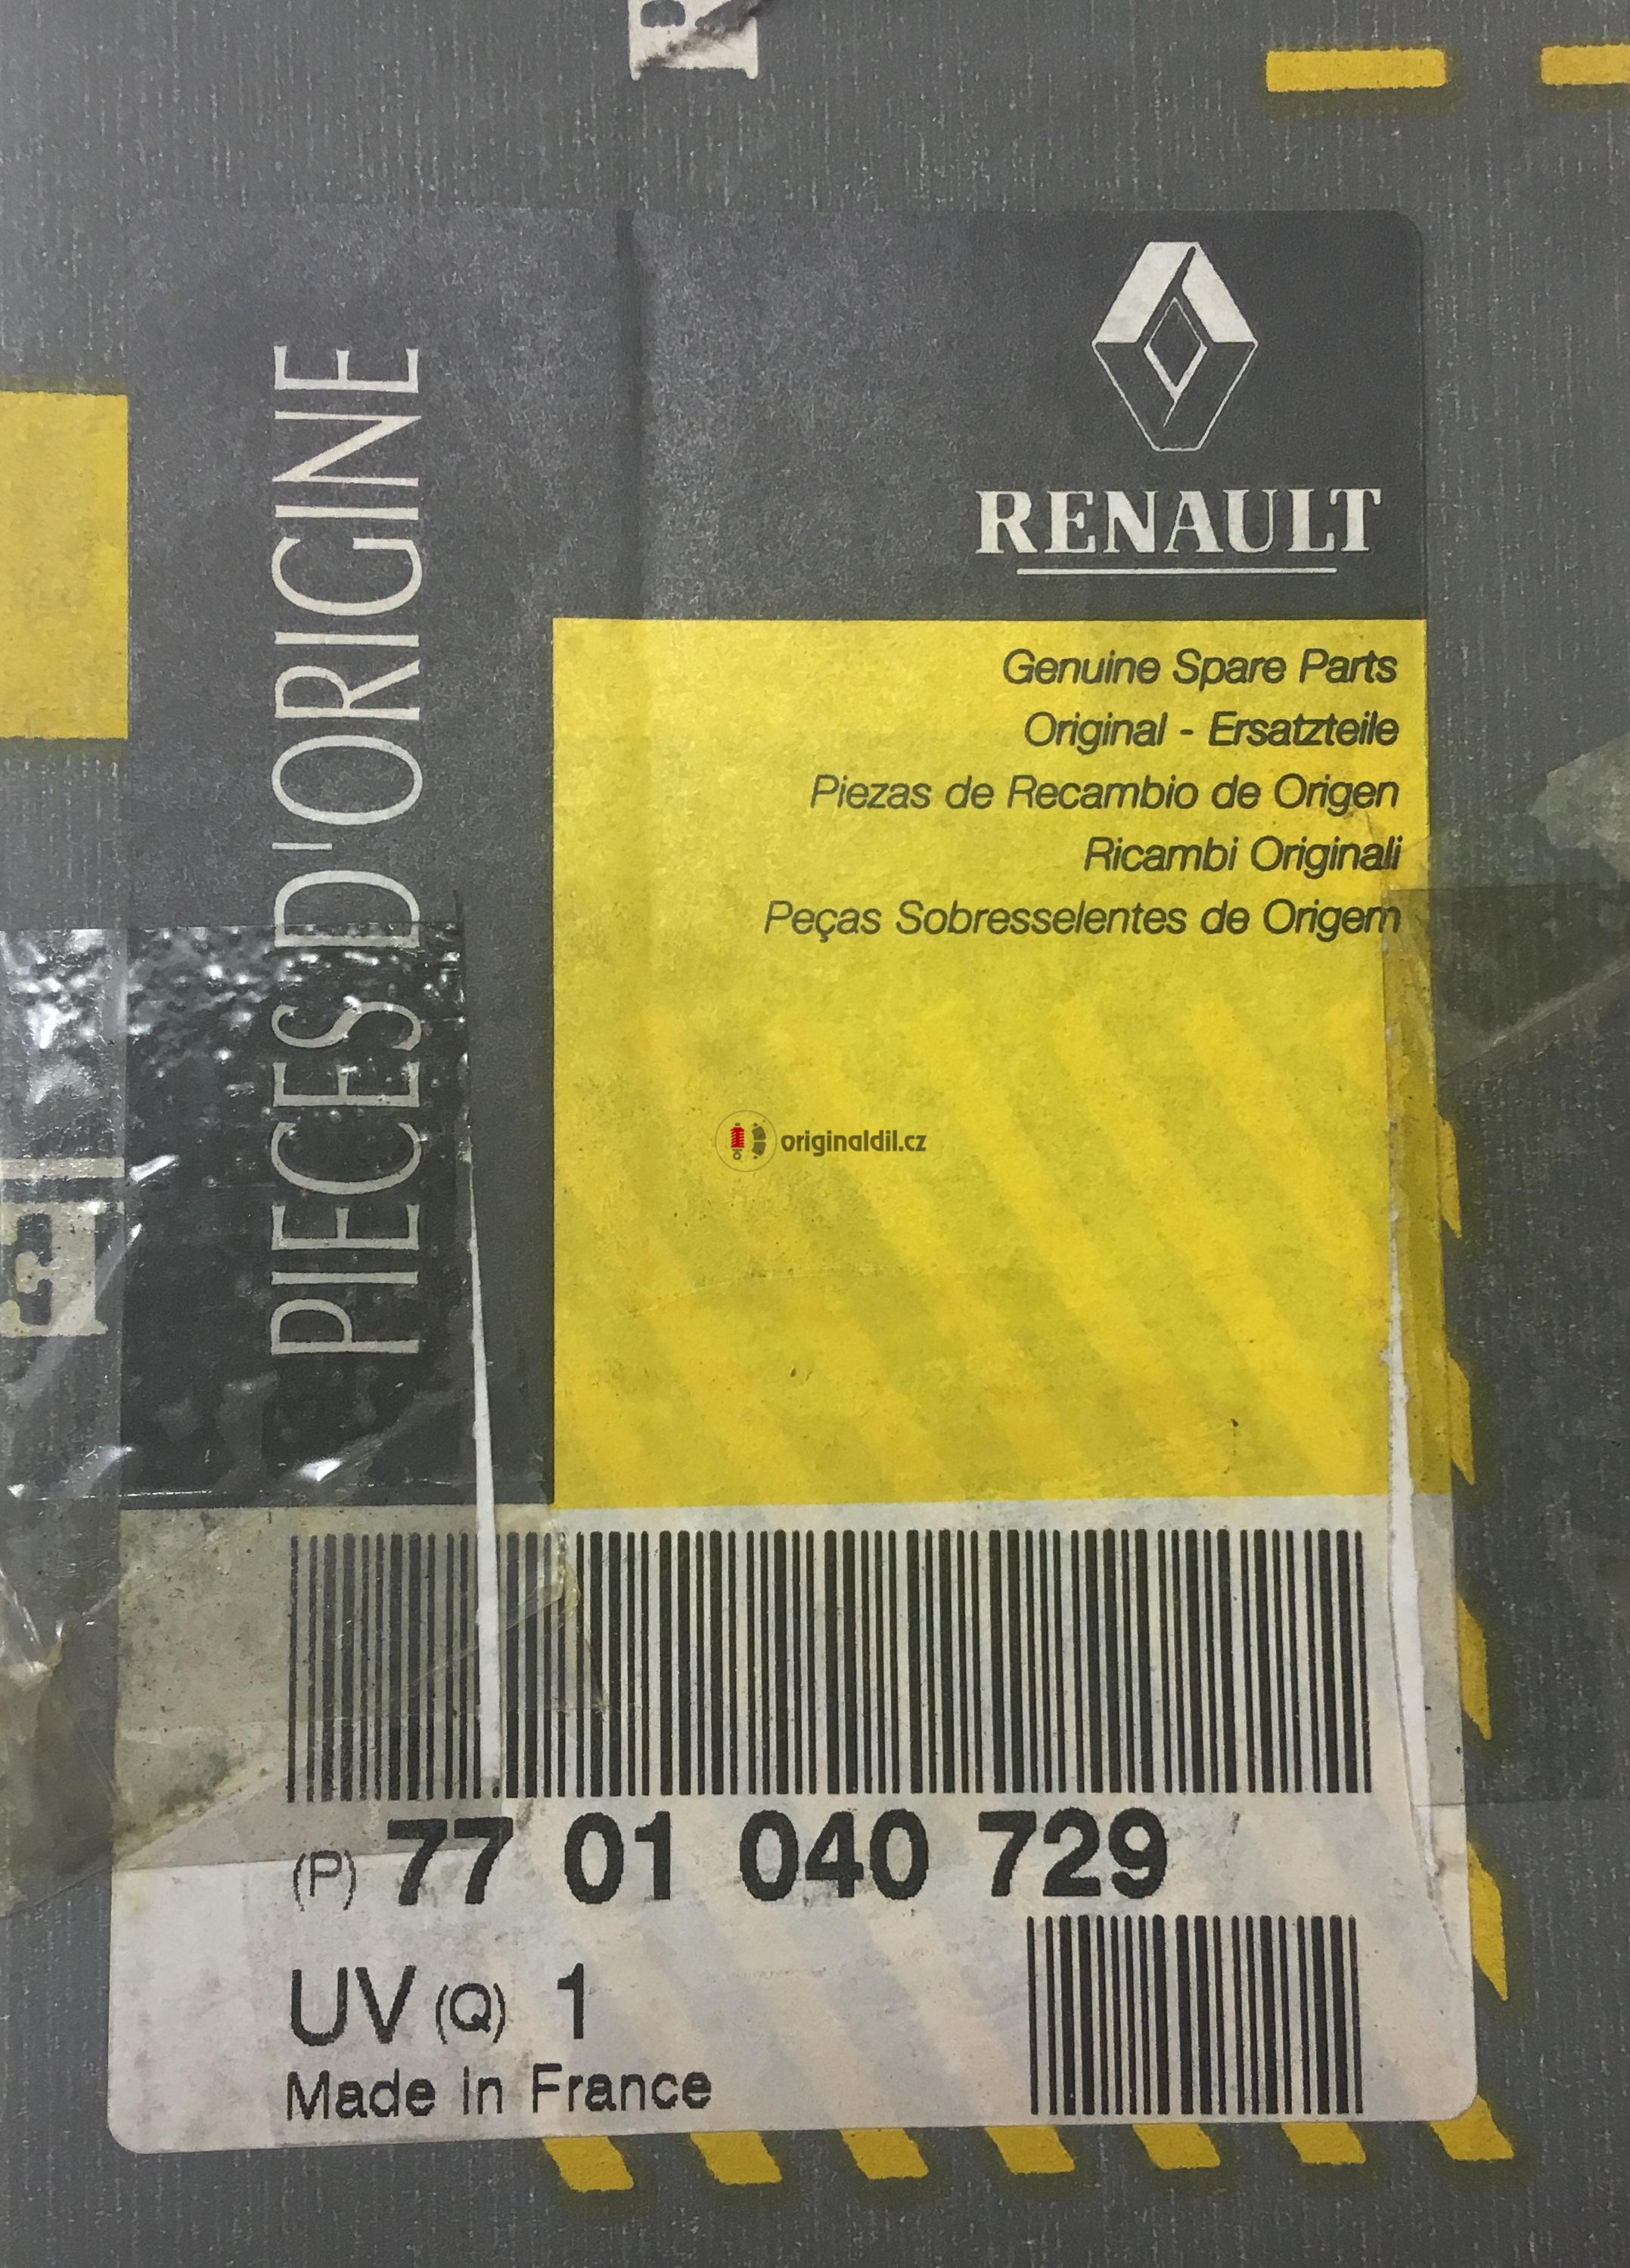 RENAULT
PIECES D'ORIGINE
Genuine Spare Parts
Original - Ersatzteile
Piezas de Recambio de Origen
Ricambi Originali
Peças Sobresselentes de Origem
originaldil.cz
(P) 77 01 040 729
UV (Q) 1
Made in France